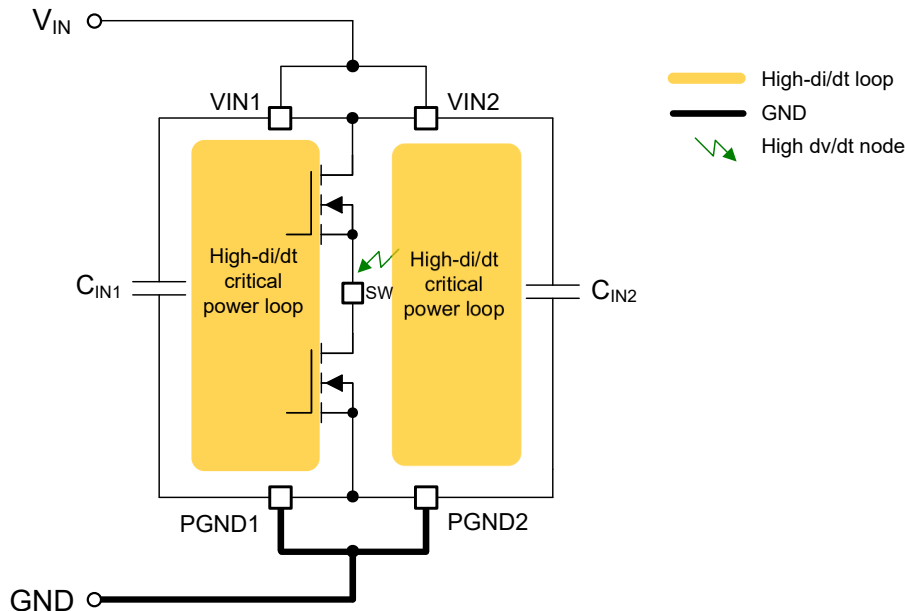 VIN
VIN1
VIN2
High-di/dt loop
GND
High dv/dt node
High-di/dt
critical
power loop
High-di/dt
critical
power loop
CIN1
SW
CIN2
PGND1
PGND2
GND